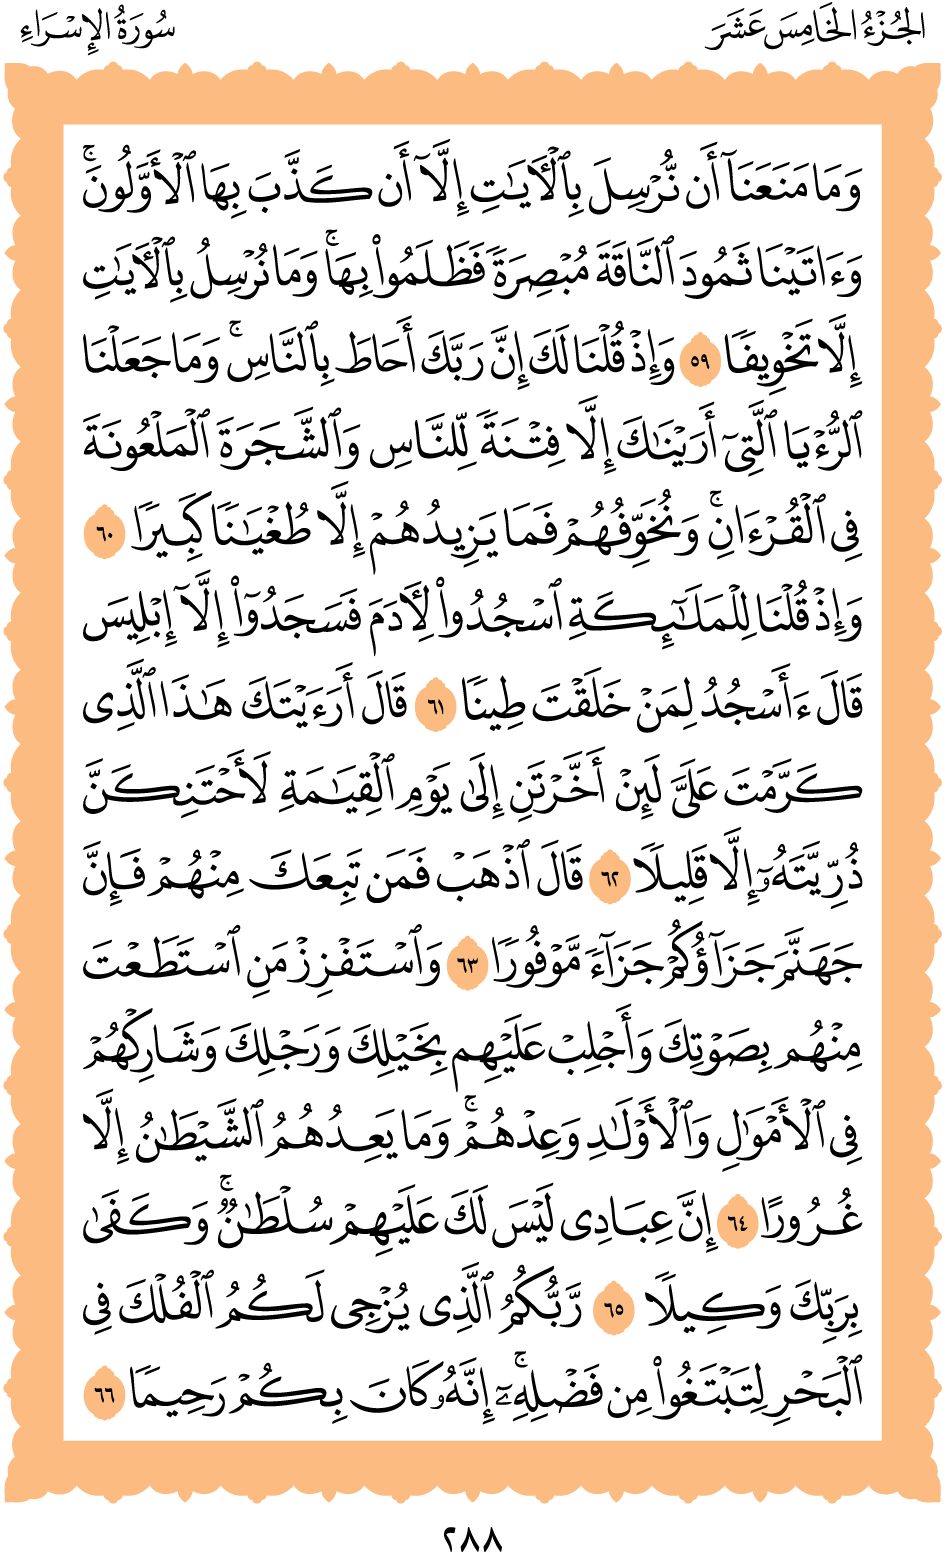 الجُزْءُ الخَامِسَ عَشَرَ
سُورَةُ الإِسْرَاءِ
وَمَا مَنَعَنَآ أَن نُّرْسِلَ بِٱلْأٓيَٰتِ إِلَّآ أَن كَذَّبَ بِهَا ٱلْأَوَّلُونَۚ
وَءَاتَيْنَا ثَمُودَ ٱلنَّاقَةَ مُبْصِرَةٗ فَظَلَمُواْ بِهَاۚ وَمَا نُرْسِلُ بِٱلْأٓيَٰتِ
إِلَّا تَخْوِيفٗا ٥٩ وَإِذْ قُلْنَا لَكَ إِنَّ رَبَّكَ أَحَاطَ بِٱلنَّاسِۚ وَمَا جَعَلْنَا
ٱلرُّءْيَا ٱلَّتِيٓ أَرَيْنَٰكَ إِلَّا فِتْنَةٗ لِّلنَّاسِ وَٱلشَّجَرَةَ ٱلْمَلْعُونَةَ
فِي ٱلْقُرْءَانِۚ وَنُخَوِّفُهُمْ فَمَا يَزِيدُهُمْ إِلَّا طُغْيَٰنٗا كَبِيرٗا ٦٠
وَإِذْ قُلْنَا لِلْمَلَٰٓئِكَةِ ٱسْجُدُواْ لِأٓدَمَ فَسَجَدُوٓاْ إِلَّآ إِبْلِيسَ
قَالَ ءَأَسْجُدُ لِمَنْ خَلَقْتَ طِينٗا ٦١ قَالَ أَرَءَيْتَكَ هَٰذَا ٱلَّذِي
كَرَّمْتَ عَلَيَّ لَئِنْ أَخَّرْتَنِ إِلَىٰ يَوْمِ ٱلْقِيَٰمَةِ لَأَحْتَنِكَنَّ
ذُرِّيَّتَهُۥٓ إِلَّا قَلِيلٗا ٦٢ قَالَ ٱذْهَبْ فَمَن تَبِعَكَ مِنْهُمْ فَإِنَّ
جَهَنَّمَ جَزَآؤُكُمْ جَزَآءٗ مَّوْفُورٗا ٦٣ وَٱسْتَفْزِزْ مَنِ ٱسْتَطَعْتَ
مِنْهُم بِصَوْتِكَ وَأَجْلِبْ عَلَيْهِم بِخَيْلِكَ وَرَجِلِكَ وَشَارِكْهُمْ
فِي ٱلْأَمْوَٰلِ وَٱلْأَوْلَٰدِ وَعِدْهُمْۚ وَمَا يَعِدُهُمُ ٱلشَّيْطَٰنُ إِلَّا
غُرُورًا ٦٤ إِنَّ عِبَادِي لَيْسَ لَكَ عَلَيْهِمْ سُلْطَٰنٞۚ وَكَفَىٰ
بِرَبِّكَ وَكِيلٗا ٦٥ رَّبُّكُمُ ٱلَّذِي يُزْجِي لَكُمُ ٱلْفُلْكَ فِي
ٱلْبَحْرِ لِتَبْتَغُواْ مِن فَضْلِهِۦٓۚ إِنَّهُۥ كَانَ بِكُمْ رَحِيمٗا ٦٦
٢٨٨